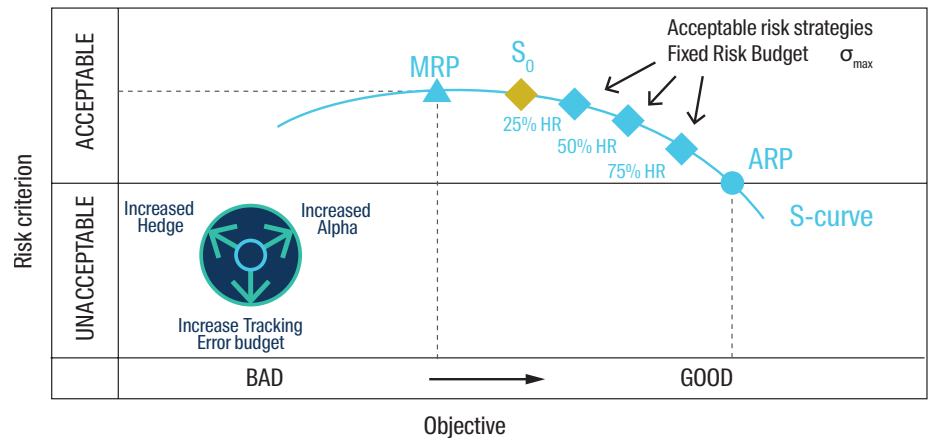 Acceptable risk strategies
Fixed Risk Budget σmax
MRP
S0
25% HR
50% HR
75% HR
ARP
S-curve
ACCEPTABLE
UNACCEPTABLE
Risk criterion
Increased
Hedge
Increased
Alpha
Increase Tracking
Error budget
BAD
GOOD
Objective